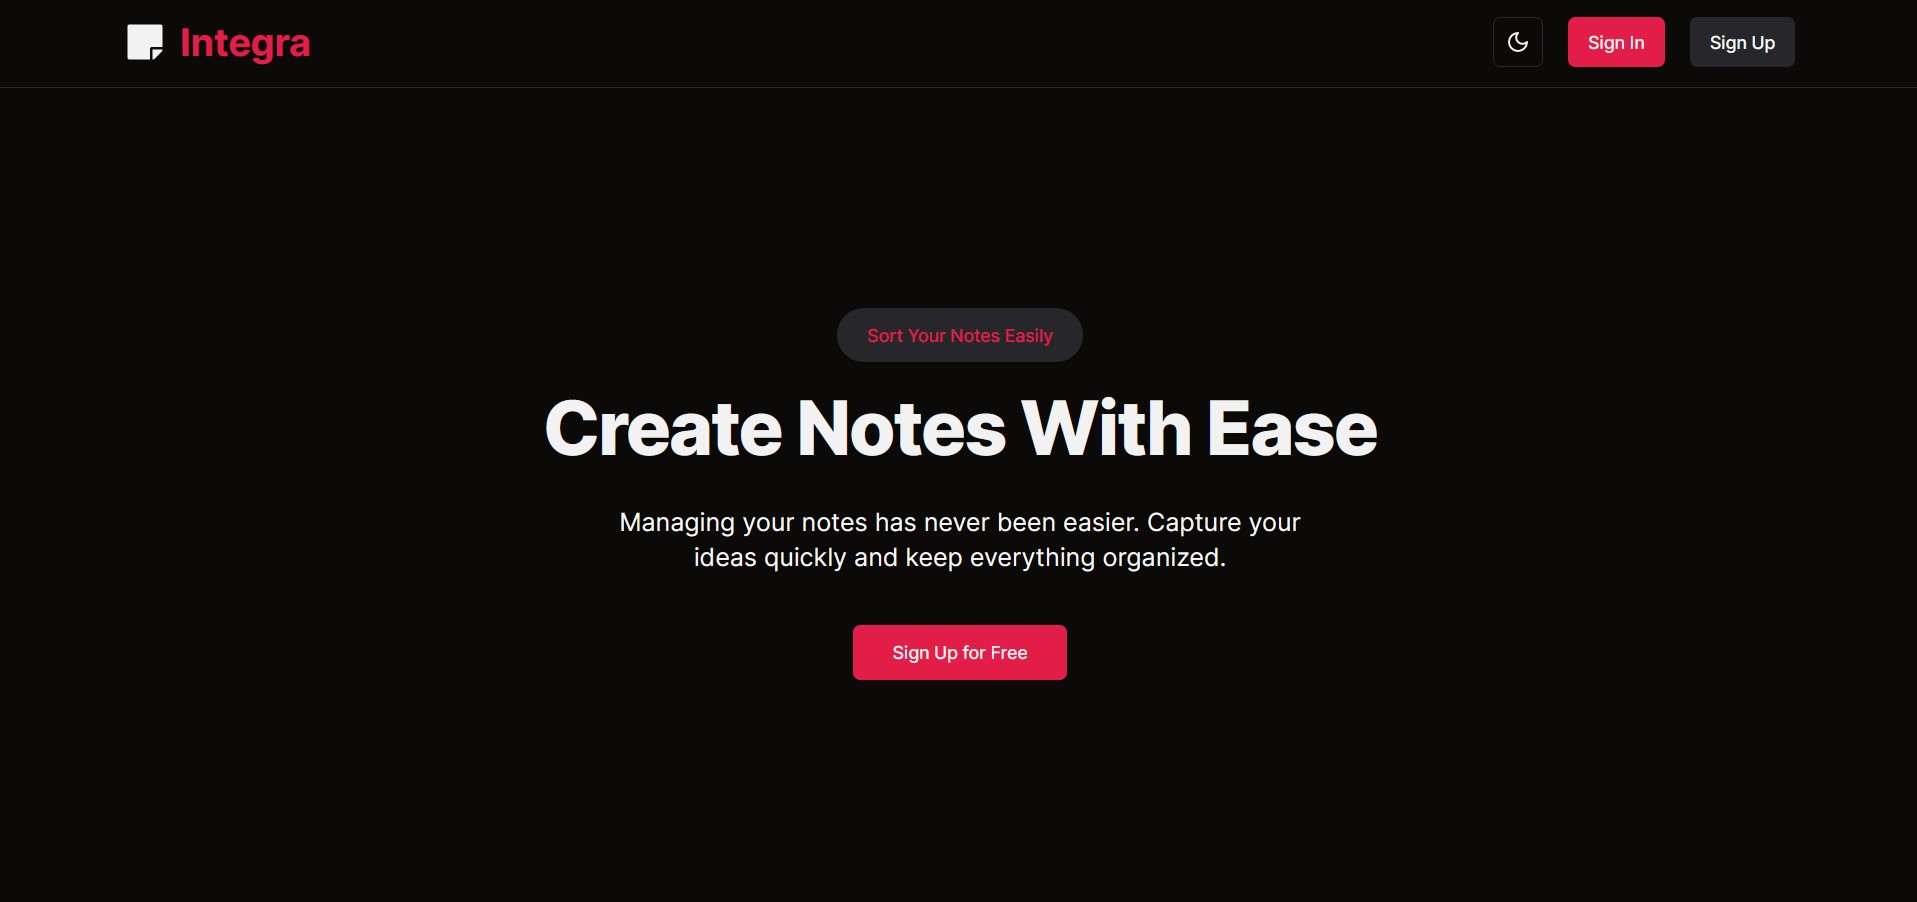 Integra
Sign In
Sign Up
Sort Your Notes Easily
Create Notes With Ease
Managing your notes has never been easier. Capture your
ideas quickly and keep everything organized.
Sign Up for Free